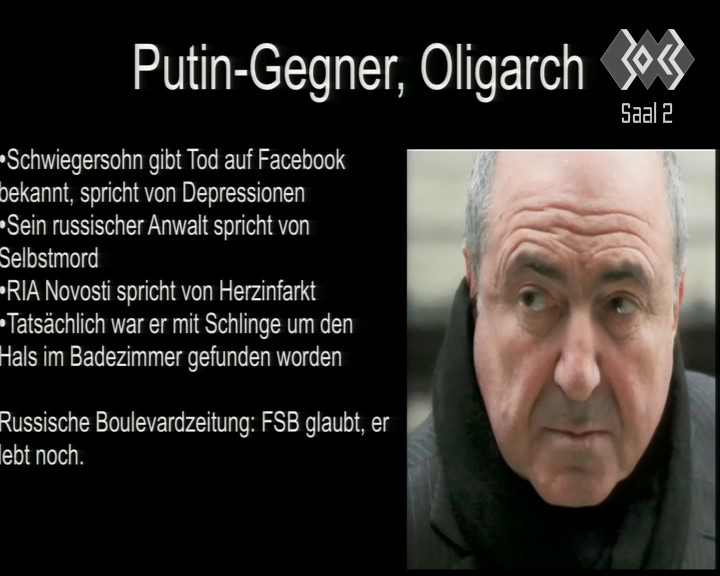 Putin-Gegner, Oligarch
Saal 2
•Schwiegersohn gibt Tod auf Facebook
bekannt, spricht von Depressionen
•Sein russischer Anwalt spricht von
Selbstmord
•RIA Novosti spricht von Herzinfarkt
•Tatsächlich war er mit Schlinge um den
Hals im Badezimmer gefunden worden
Russische Boulevardzeitung: FSB glaubt, er
lebt noch.